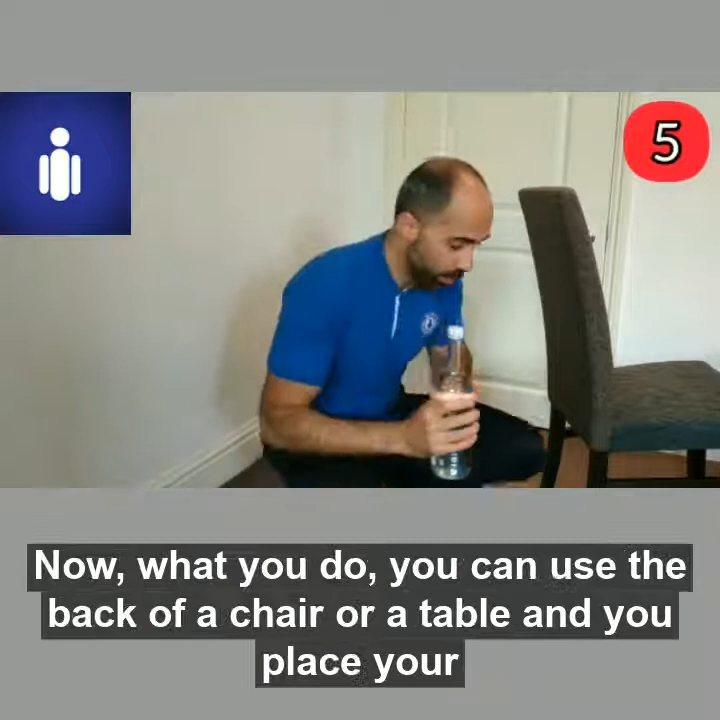 5
Now, what you do, you can use the
back of a chair or a table and you
place your